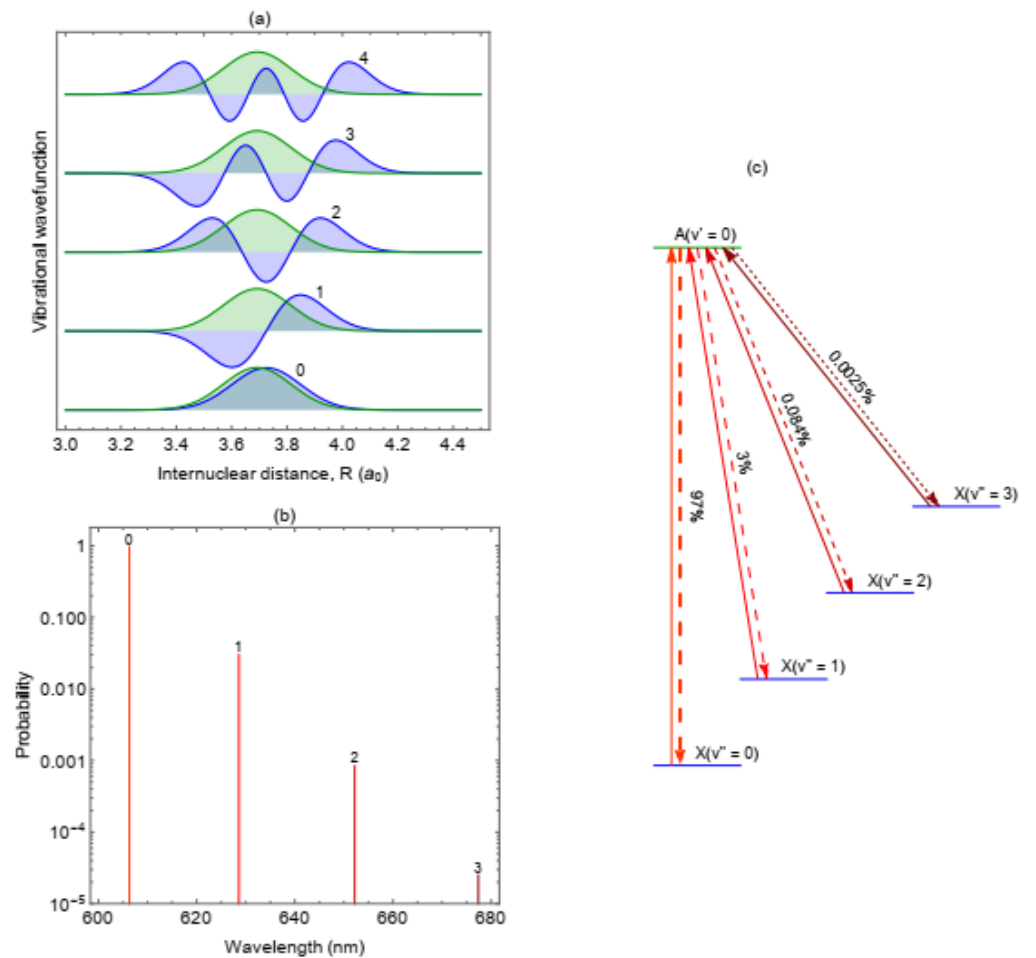 (a)
4
3
2
1
0
Vibrational wavefunction
3.0 3.2 3.4 3.6 3.8 4.0 4.2 4.4
Internuclear distance, R (a₀)
(b)
0
1
2
3
1
0.100
0.010
0.001
10⁻⁴
10⁻⁵
Probability
600 620 640 660 680
Wavelength (nm)
(c)
A(v' = 0)
0.0025%
0.084%
3%
97%
X(v" = 3)
X(v" = 2)
X(v" = 1)
X(v" = 0)